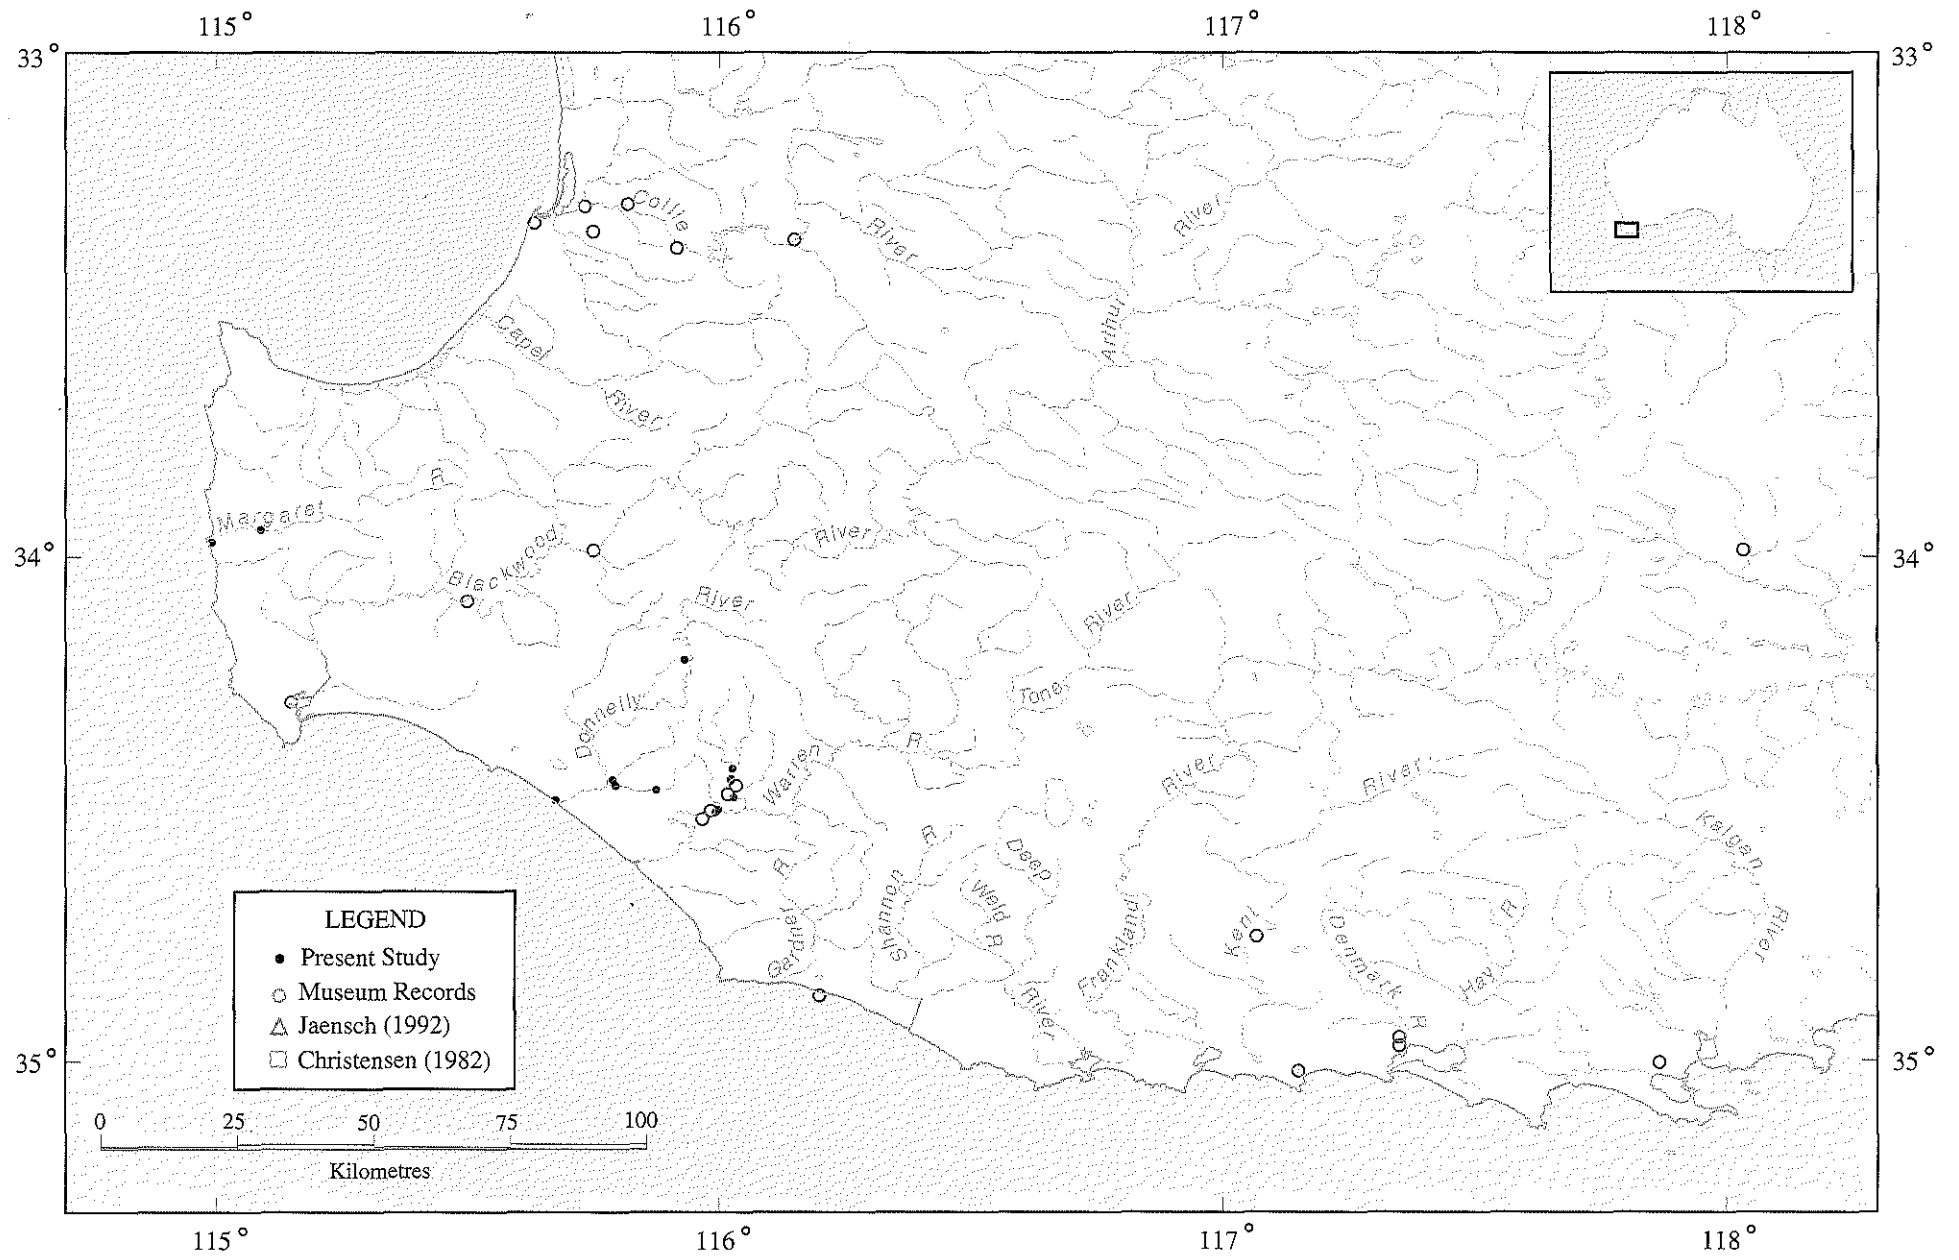 115° 116° 117° 118°
33° 33°
Collie
River
River
Capel
Arthur
River
R
Margaret
River
34° 34°
Blackwood
River
River
Donnelly
Tone
R
Warren
River
River
Kalgan
R
R
Deep
Weld R
Shannon
Gardner
Frankland
Kent
Denmark
R
Hay
River
River
R
LEGEND
Present Study
Museum Records
Jaensch (1992)
Christensen (1982)
35° 35°
0 25 50 75 100
Kilometres
115° 116° 117° 118°